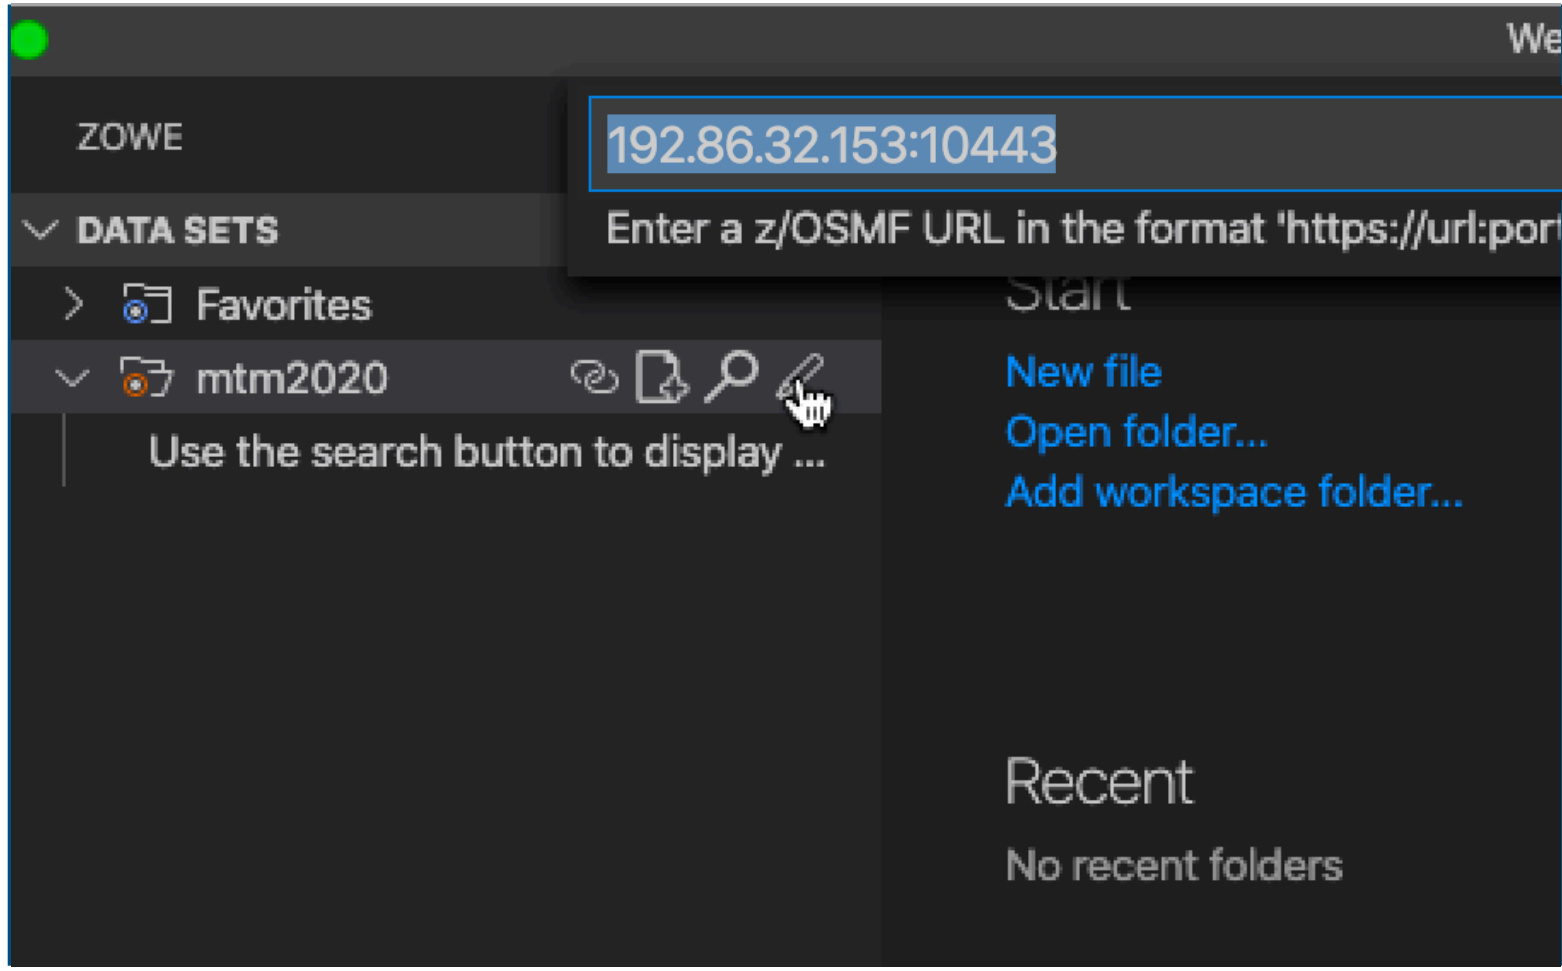 We
ZOWE
192.86.32.153:10443
DATA SETS
Enter a z/OSMF URL in the format 'https://url:port
Favorites
Start
mtm2020
New file
Use the search button to display ...
Open folder...
Add workspace folder...
Recent
No recent folders